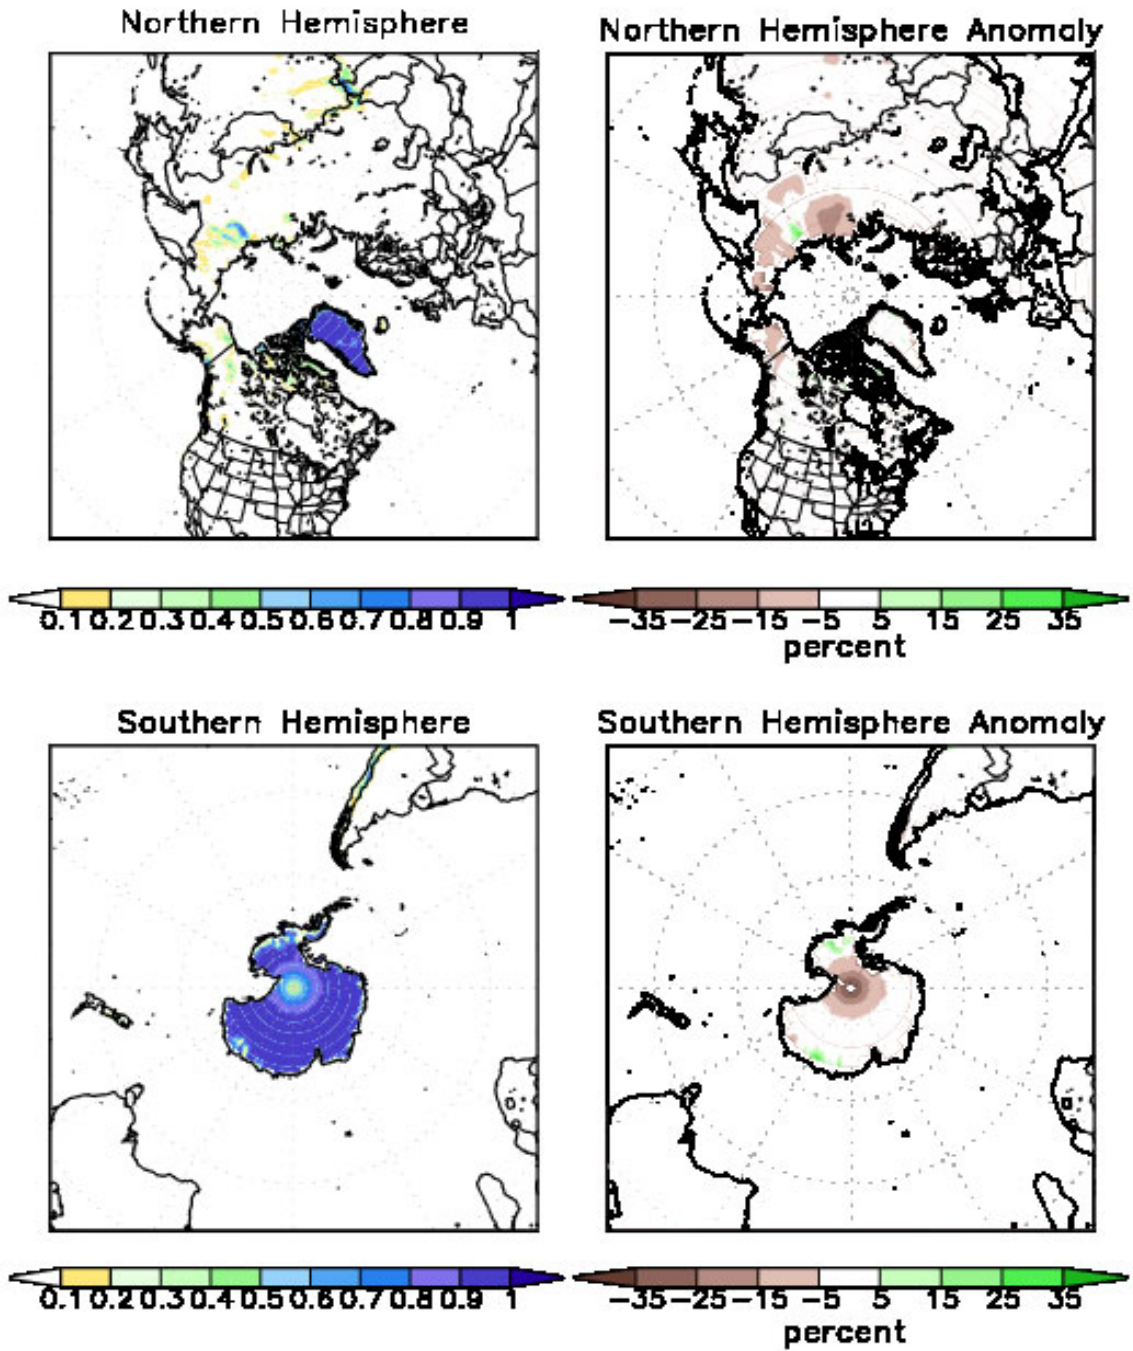 Northern Hemisphere
Northern Hemisphere Anomaly
0.1 0.2 0.3 0.4 0.5 0.6 0.7 0.8 0.9 1
-35 -25 -15 -5 5 15 25 35
percent
Southern Hemisphere
Southern Hemisphere Anomaly
0.1 0.2 0.3 0.4 0.5 0.6 0.7 0.8 0.9 1
-35 -25 -15 -5 5 15 25 35
percent